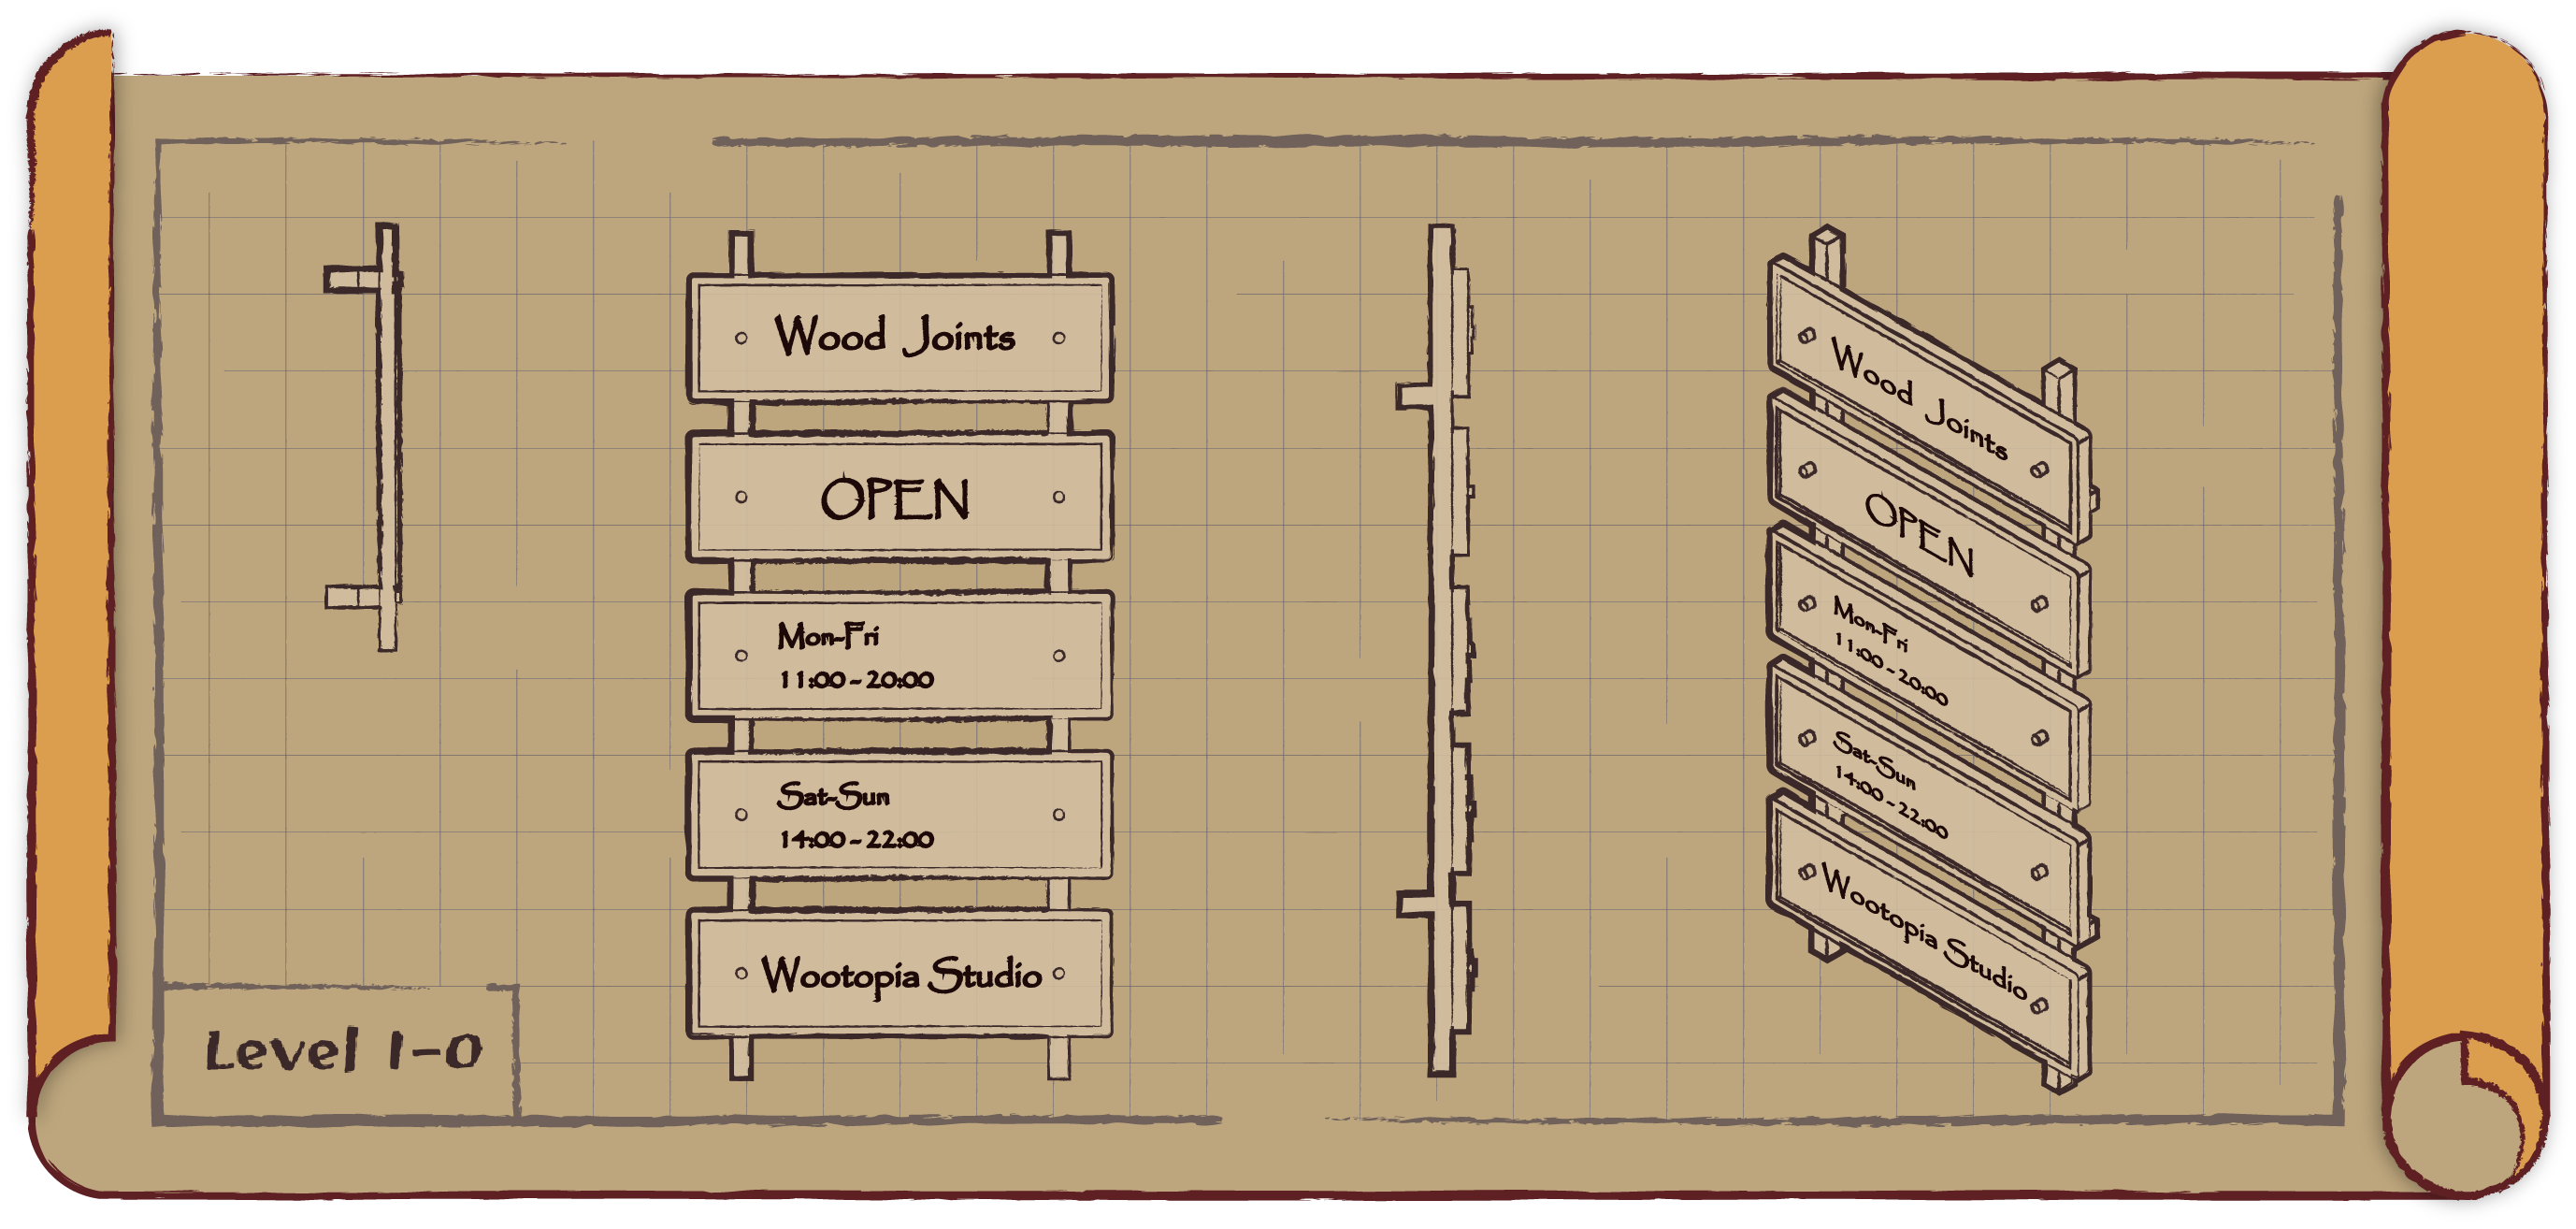 Wood Joints
OPEN
Mon-Fri
11:00 - 20:00
Sat-Sun
14:00 - 22:00
Wootopia Studio
Wood Joints
OPEN
Mon-Fri
11:00 - 20:00
Sat-Sun
14:00 - 22:00
Wootopia Studio
Level 1-0